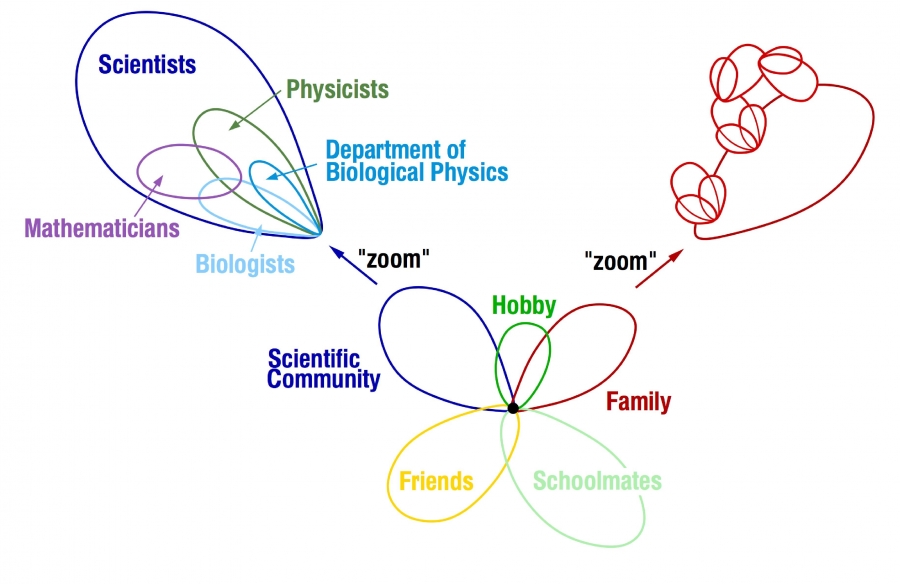 Scientists
Physicists
Department of
Biological Physics
Mathematicians
Biologists
"zoom"
"zoom"
Hobby
Scientific
Community
Family
Friends
Schoolmates